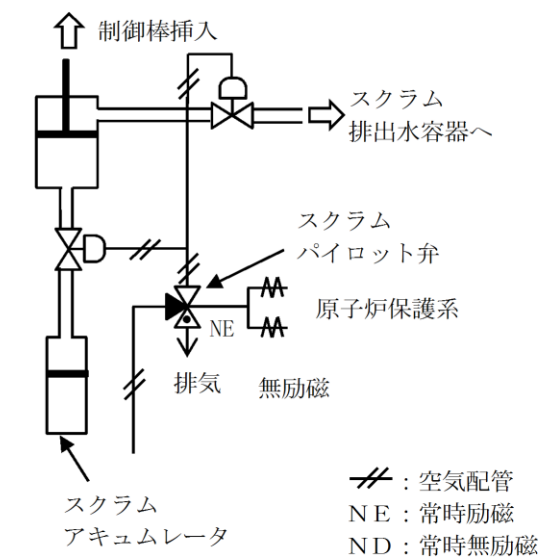 制御棒挿入
スクラム
排出水容器へ
スクラム
パイロット弁
原子炉保護系
NE
排気
無励磁
スクラム
アキュムレータ
：空気配管
ＮＥ：常時励磁
ＮＤ：常時無励磁